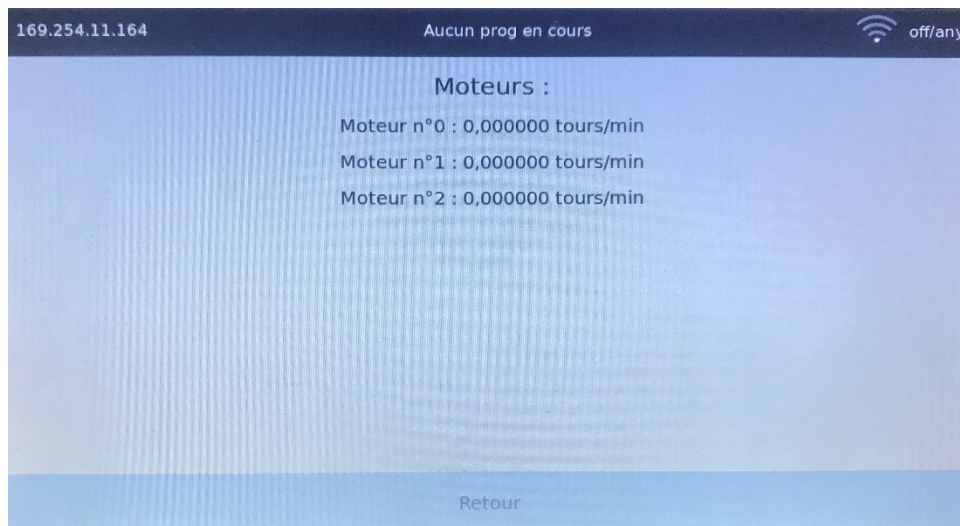 169.254.11.164 Aucun prog en cours off/any
Moteurs :
Moteur n°0 : 0,000000 tours/min
Moteur n°1 : 0,000000 tours/min
Moteur n°2 : 0,000000 tours/min
Retour